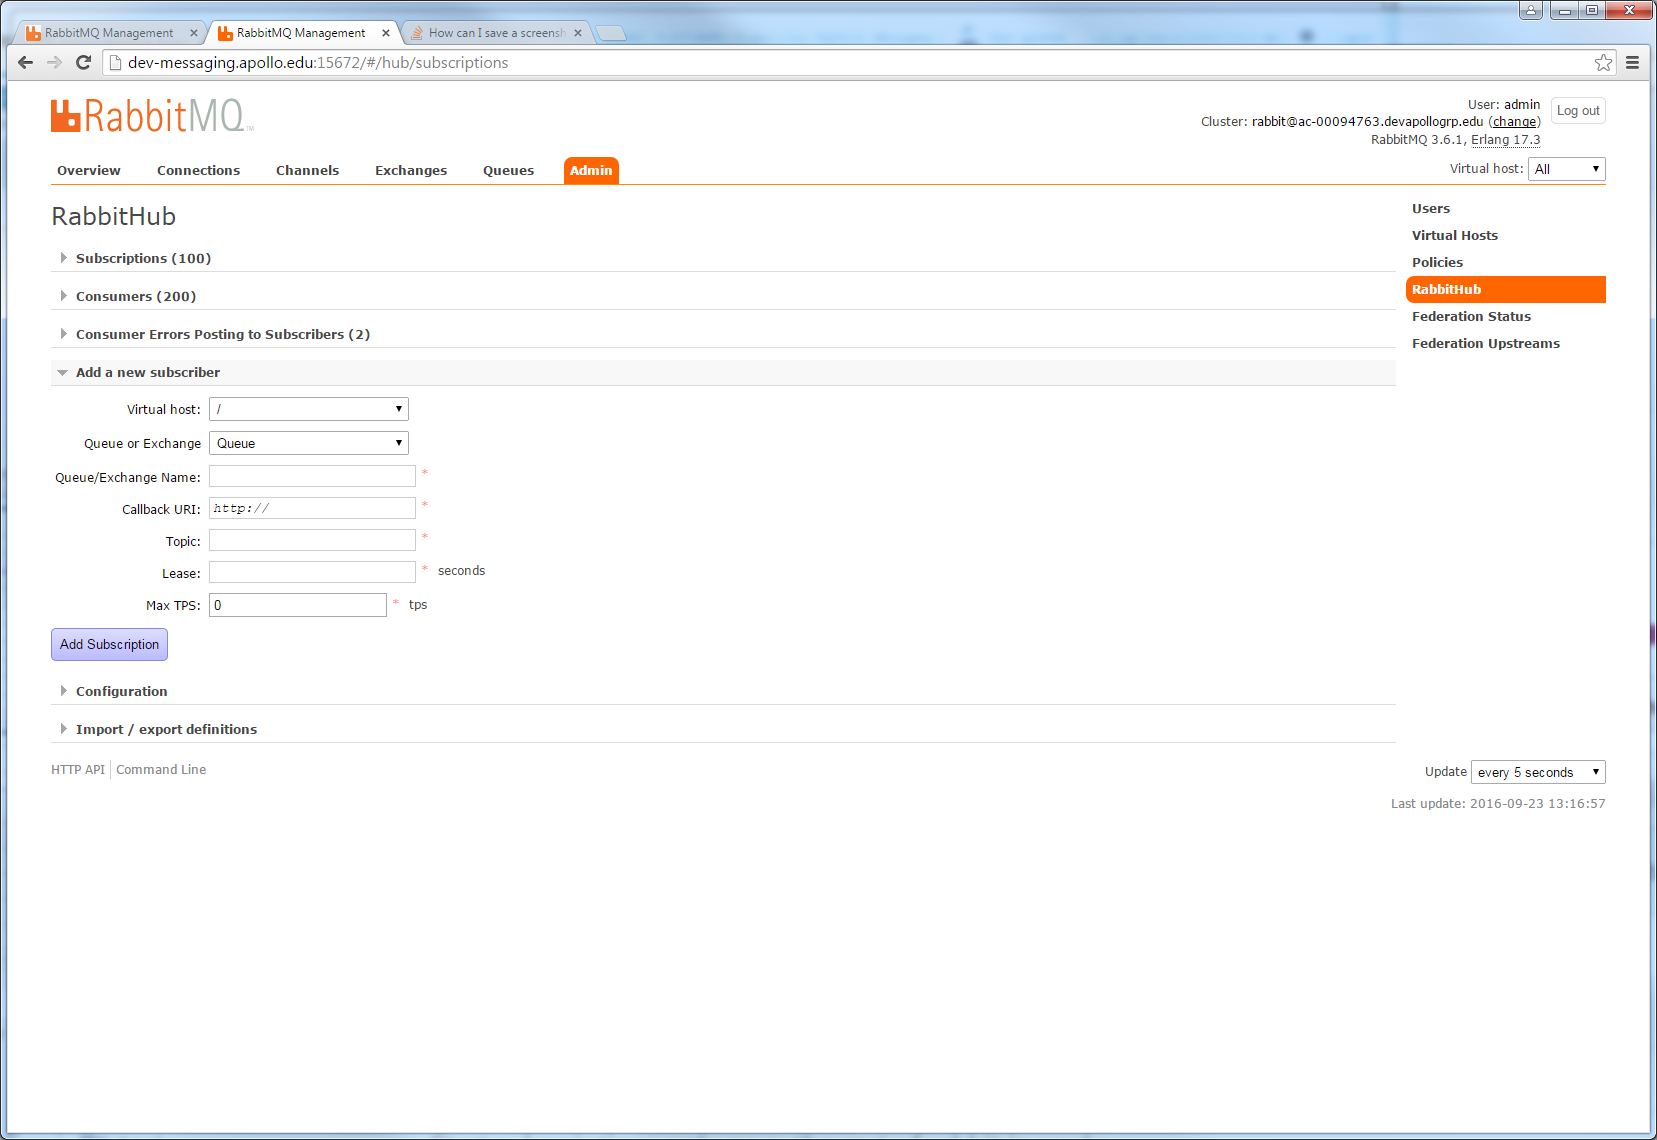 RabbitMQ Management
RabbitMQ Management
How can I save a screensh
dev-messaging.apollo.edu:15672/#/hub/subscriptions
RabbitMQ TM
User: admin
Log out
Cluster: rabbit@ac-00094763.devapollogrp.edu (change)
RabbitMQ 3.6.1, Erlang 17.3
Overview Connections Channels Exchanges Queues Admin
Virtual host: All
RabbitHub
Subscriptions (100)
Consumers (200)
Consumer Errors Posting to Subscribers (2)
Add a new subscriber
Virtual host: /
Queue or Exchange Queue
Queue/Exchange Name: *
Callback URI: http:// *
Topic: *
Lease: * seconds
Max TPS: 0 * tps
Add Subscription
Configuration
Import / export definitions
Users
Virtual Hosts
Policies
RabbitHub
Federation Status
Federation Upstreams
HTTP API Command Line
Update every 5 seconds
Last update: 2016-09-23 13:16:57